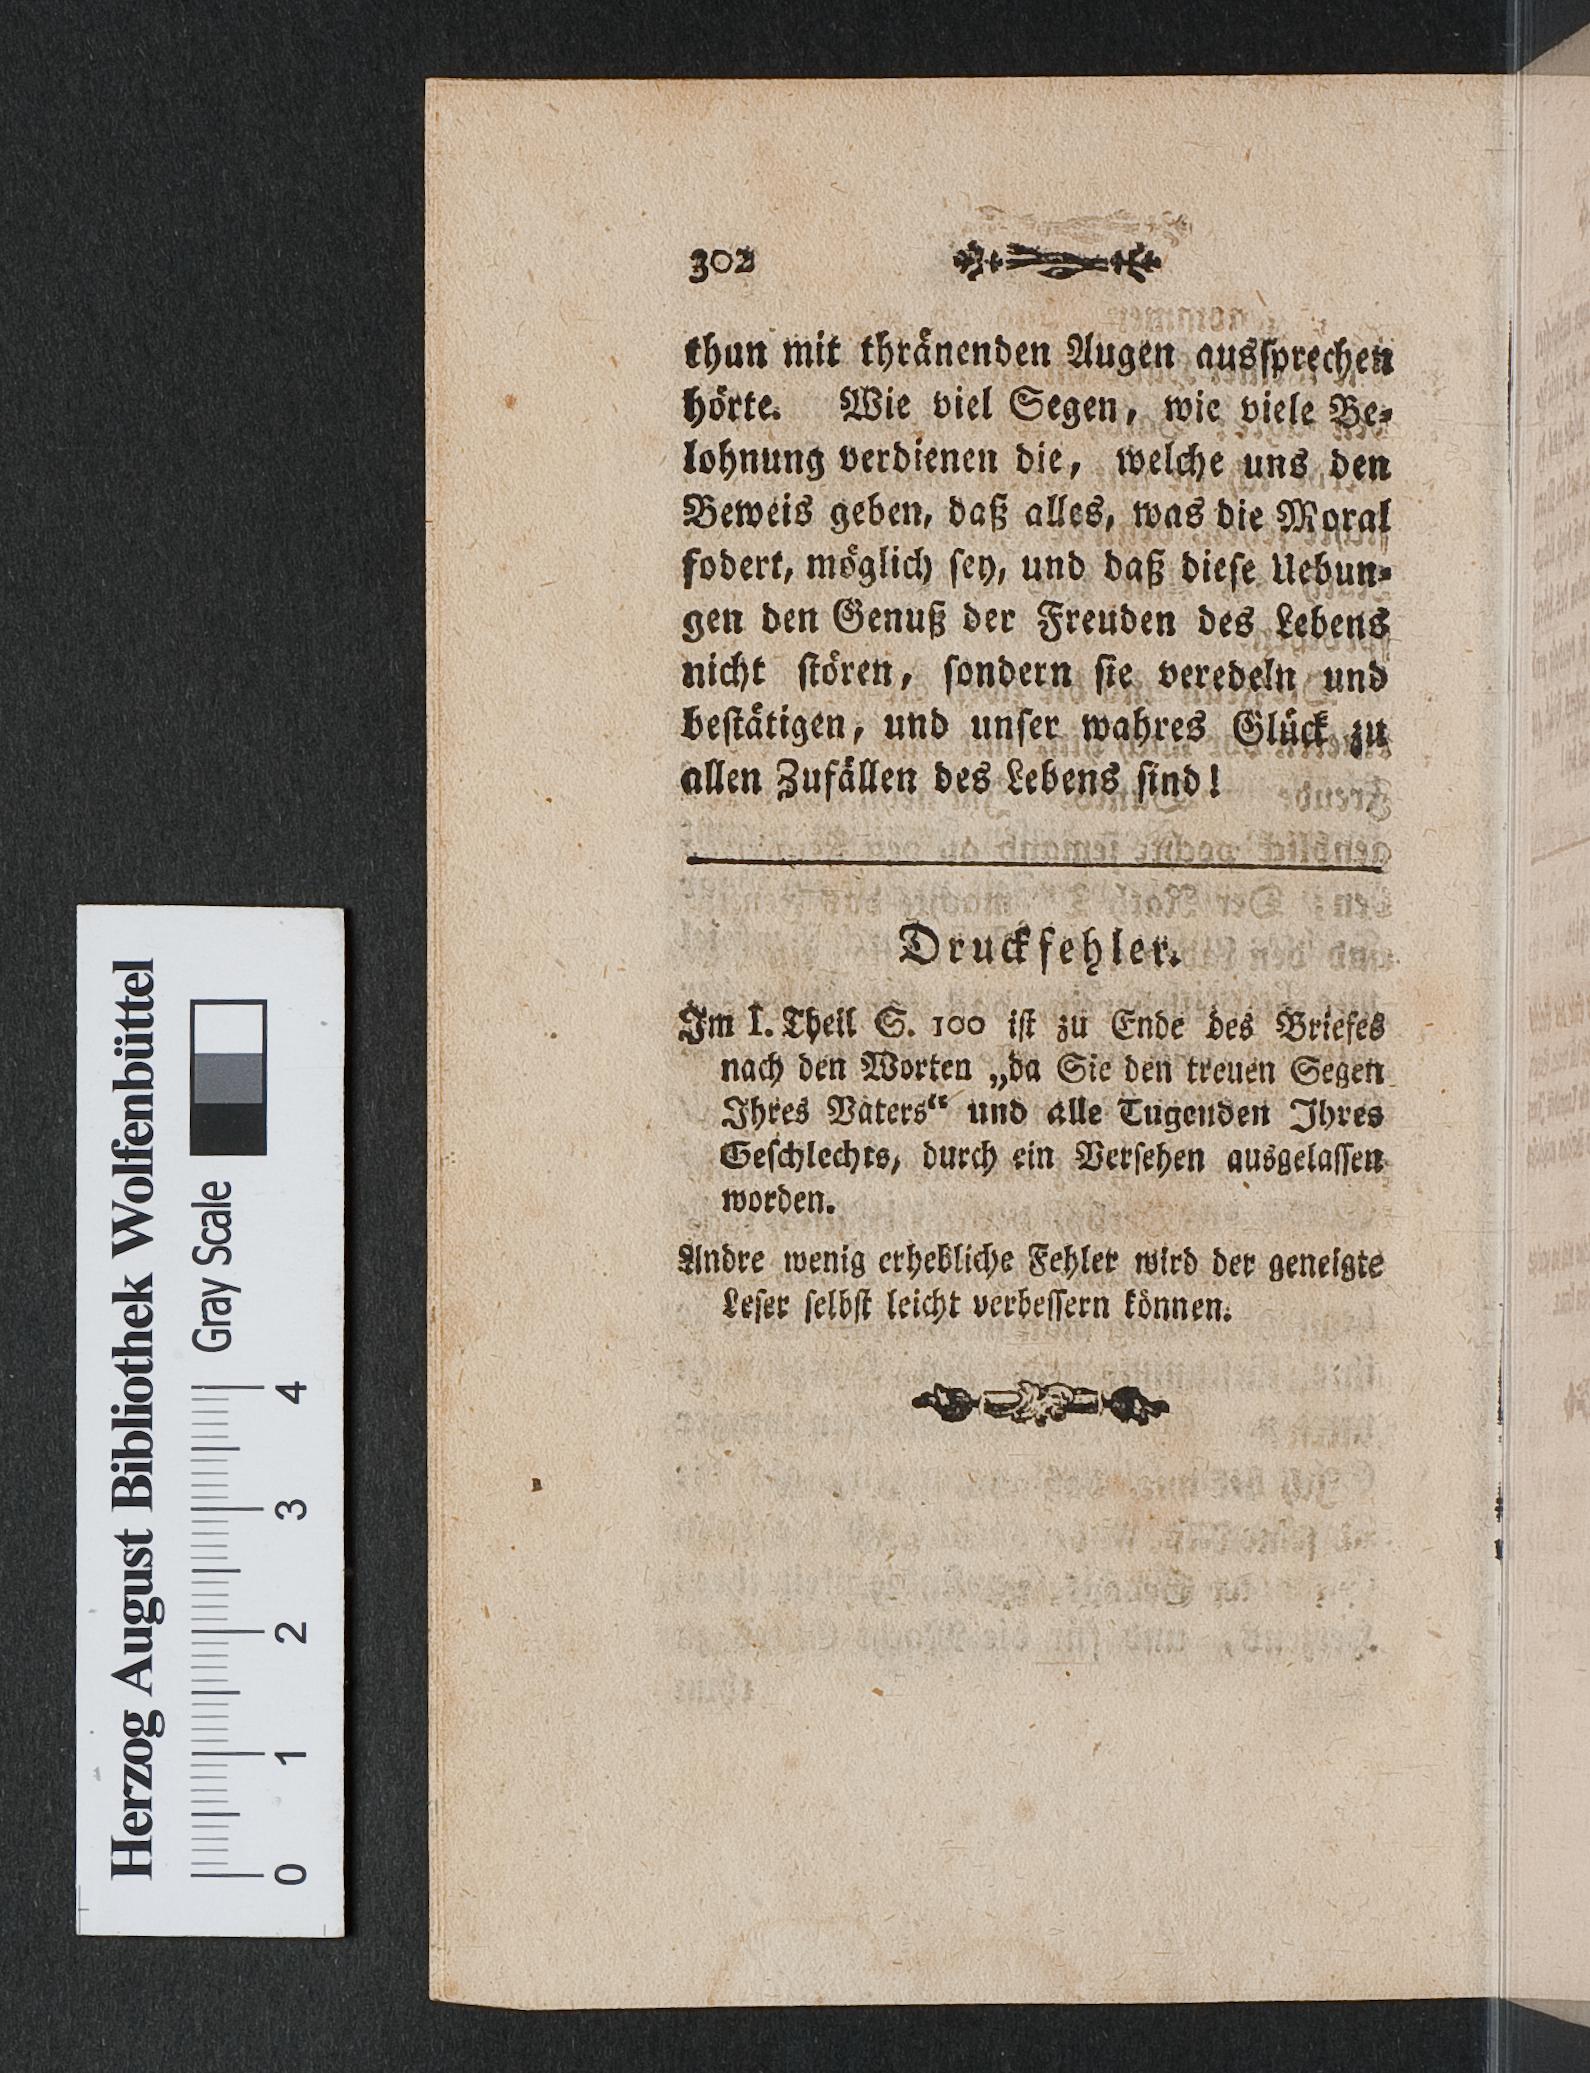 302
thun mit thränenden Augen ausſprechen
hörte. Wie viel Segen, wie viele Be⸗
lohnung verdienen die, welche uns den
Beweis geben, daß alles, was die Moral
fodert, möglich ſey, und daß dieſe Uebun⸗
gen den Genuß der Freuden des Lebens
nicht ſtören, ſondern ſie veredeln und
beſtätigen, und unſer wahres Glück zu
allen Zufällen des Lebens ſind!
Druckfehler.
Im I. Theil S. 100 iſt zu Ende des Briefes
nach den Worten „da Sie den treuen Segen
Ihres Vaters“ und alle Tugenden Ihres
Geſchlechts, durch ein Verſehen ausgelaſſen
worden.
Andre wenig erhebliche Fehler wird der geneigte
Leſer ſelbſt leicht verbeſſern können.
Herzog August Bibliothek Wolfenbüttel
Gray Scale
0 1 2 3 4